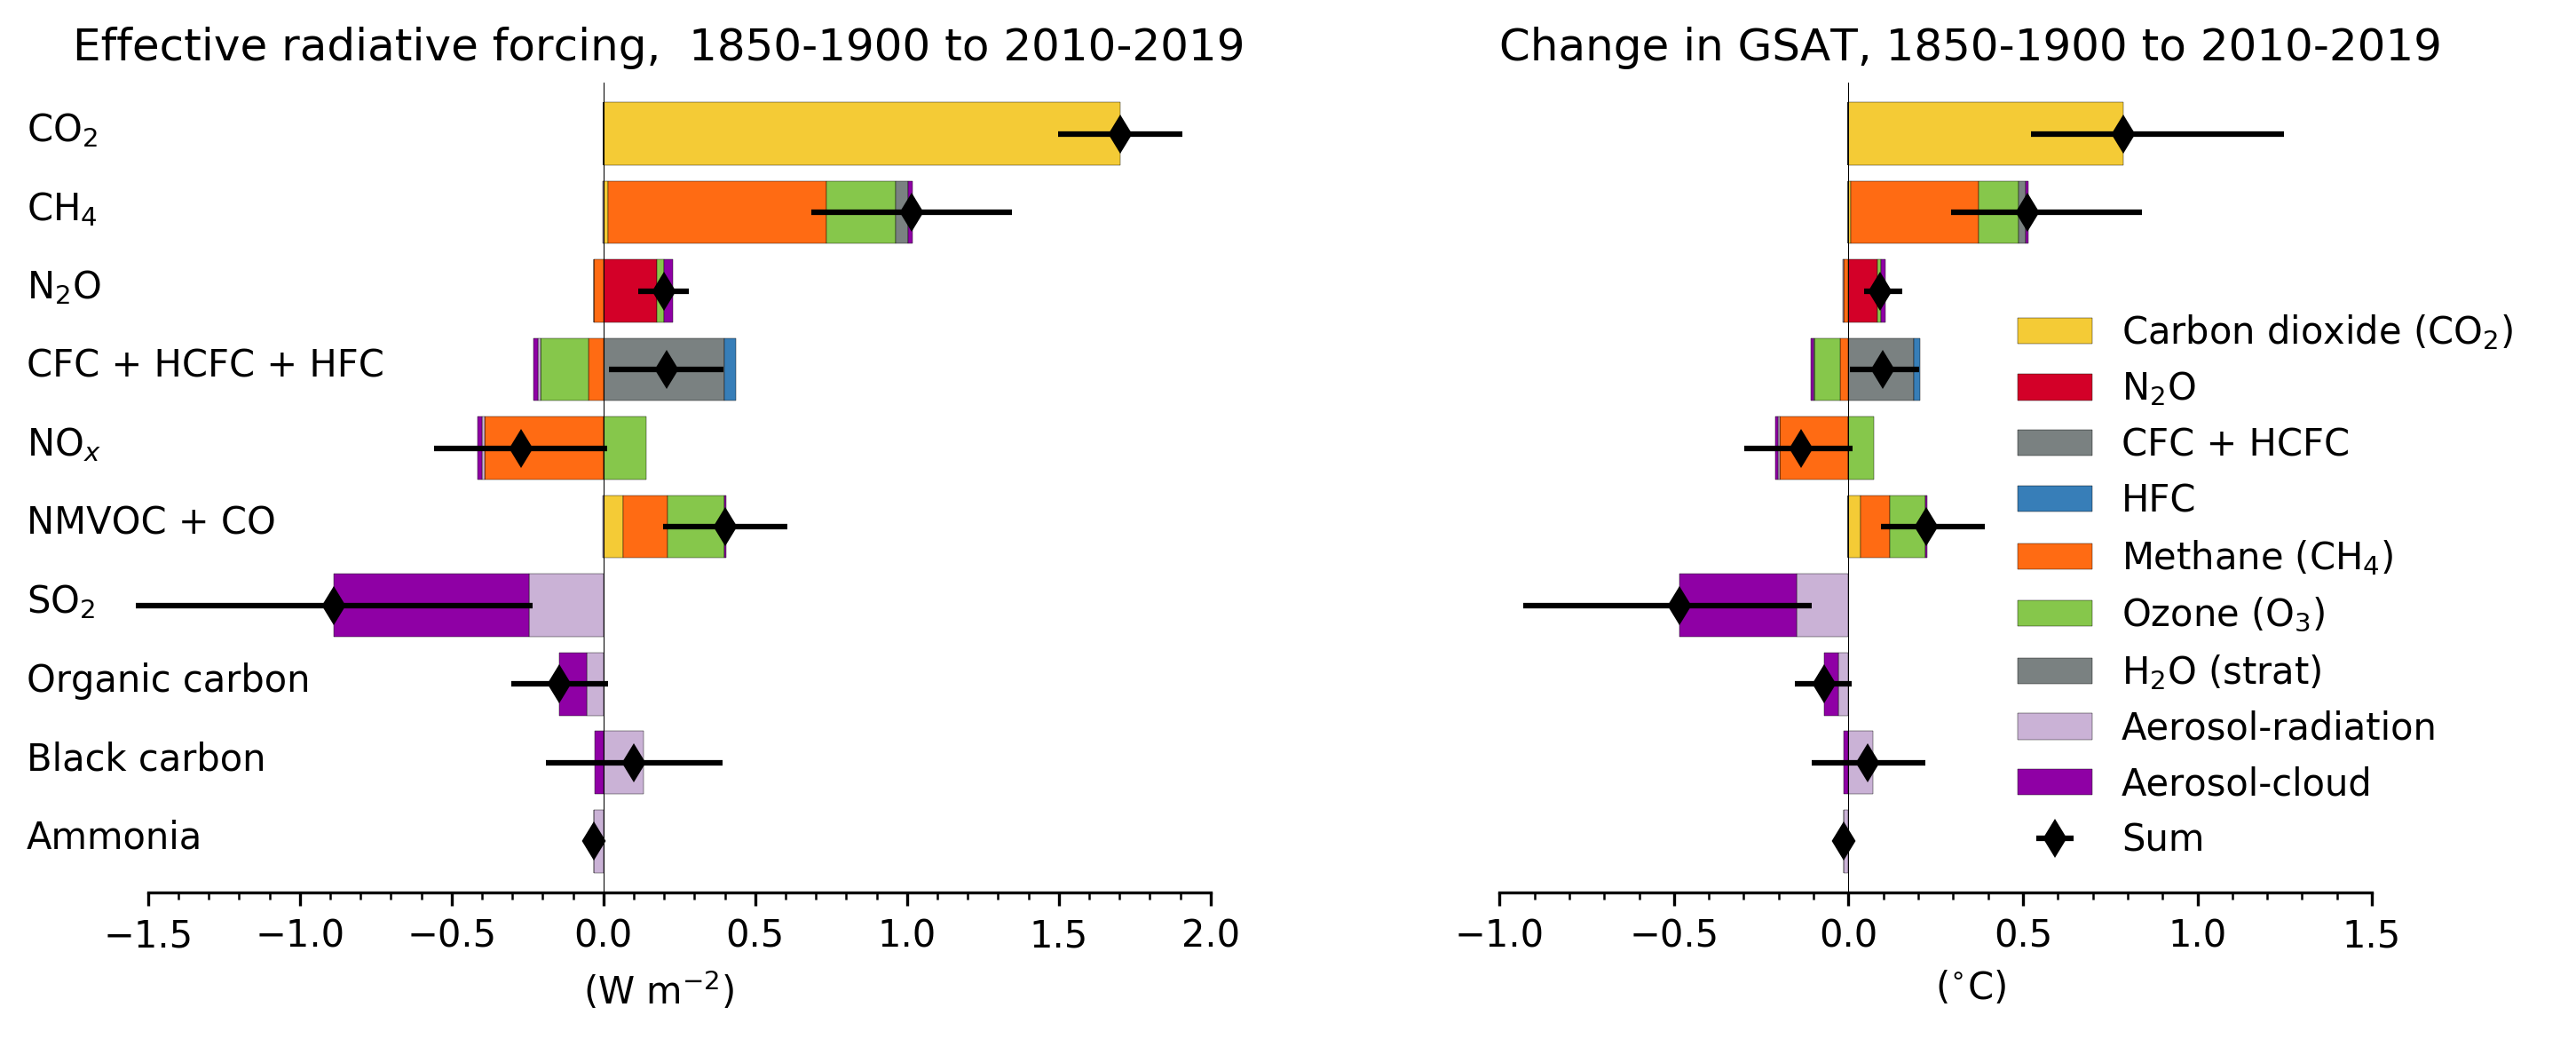 Effective radiative forcing,  1850-1900 to 2010-2019
CO₂
CH₄
N₂O
CFC + HCFC + HFC
NOₓ
NMVOC + CO
SO₂
Organic carbon
Black carbon
Ammonia
−1.5 −1.0 −0.5 0.0 0.5 1.0 1.5 2.0
(W m⁻²)
Change in GSAT, 1850-1900 to 2010-2019
Carbon dioxide (CO₂)
N₂O
CFC + HCFC
HFC
Methane (CH₄)
Ozone (O₃)
H₂O (strat)
Aerosol-radiation
Aerosol-cloud
Sum
−1.0 −0.5 0.0 0.5 1.0 1.5
(°C)